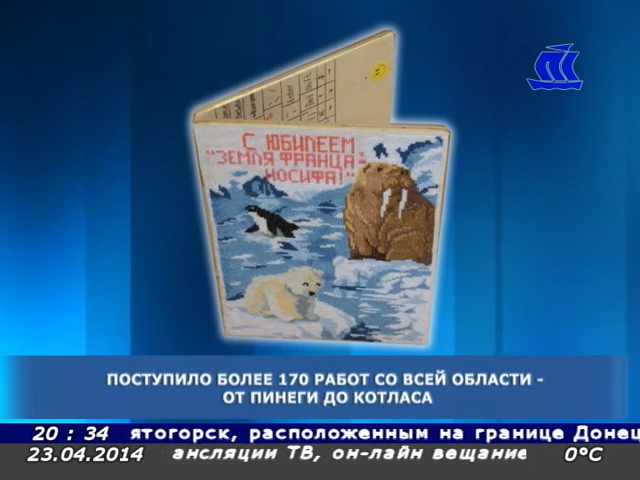 С ЮБИЛЕЕМ
"ЗЕМЛЯ ФРАНЦА-
ИОСИФА!"
ПОСТУПИЛО БОЛЕЕ 170 РАБОТ СО ВСЕЙ ОБЛАСТИ -
ОТ ПИНЕГИ ДО КОТЛАСА
20 : 34 ятогорск, расположенным на границе Донец
23.04.2014 ансляции ТВ, он-лайн вещание 0°C